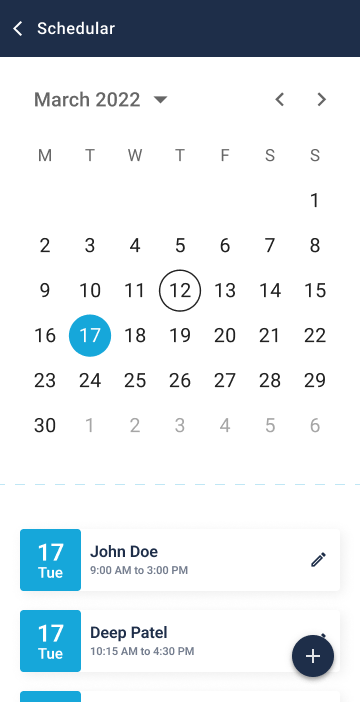 Schedular
March 2022
M T W T F S S
1
2 3 4 5 6 7 8
9 10 11 12 13 14 15
16 17 18 19 20 21 22
23 24 25 26 27 28 29
30 1 2 3 4 5 6
17
Tue
John Doe
9:00 AM to 3:00 PM
17
Tue
Deep Patel
10:15 AM to 4:30 PM